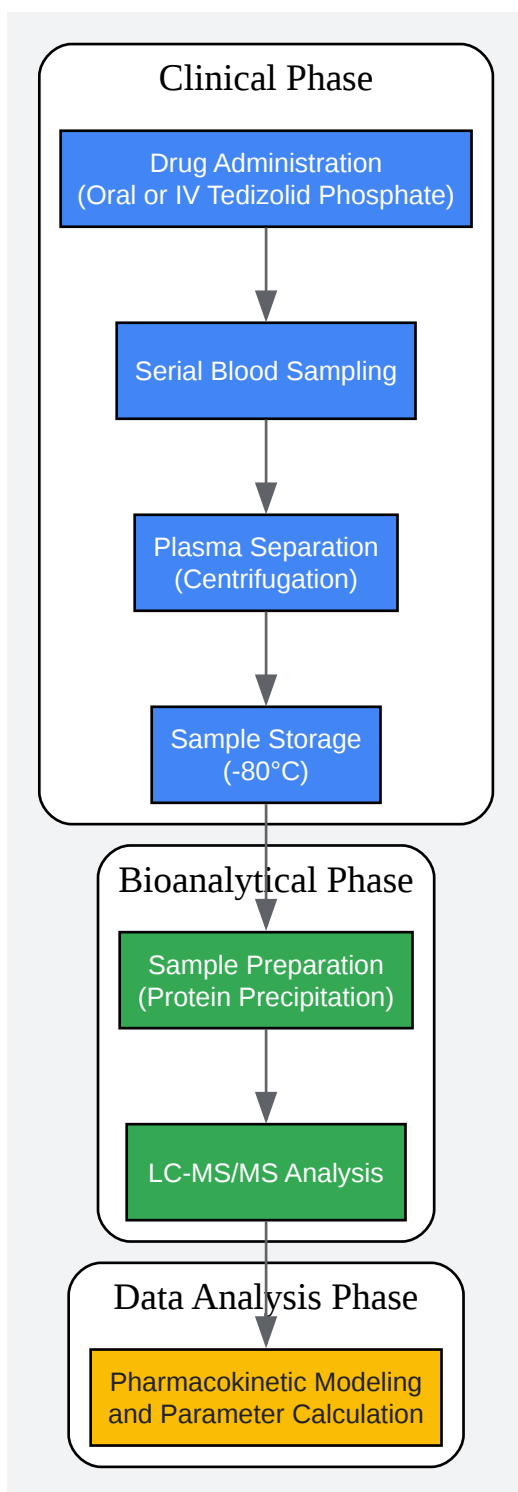 Clinical Phase
Drug Administration
(Oral or IV Tedizolid Phosphate)
Serial Blood Sampling
Plasma Separation
(Centrifugation)
Sample Storage
(-80°C)
Bioanalytical Phase
Sample Preparation
(Protein Precipitation)
LC-MS/MS Analysis
Data Analysis Phase
Pharmacokinetic Modeling
and Parameter Calculation